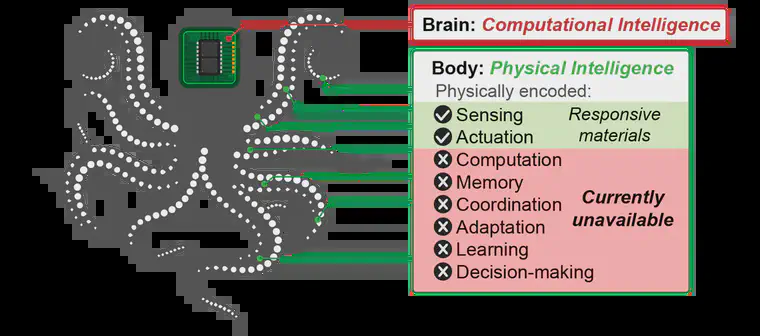 Brain: Computational Intelligence
Body: Physical Intelligence
Physically encoded:
Sensing
Actuation
Responsive
materials
Computation
Memory
Coordination
Adaptation
Learning
Decision-making
Currently
unavailable